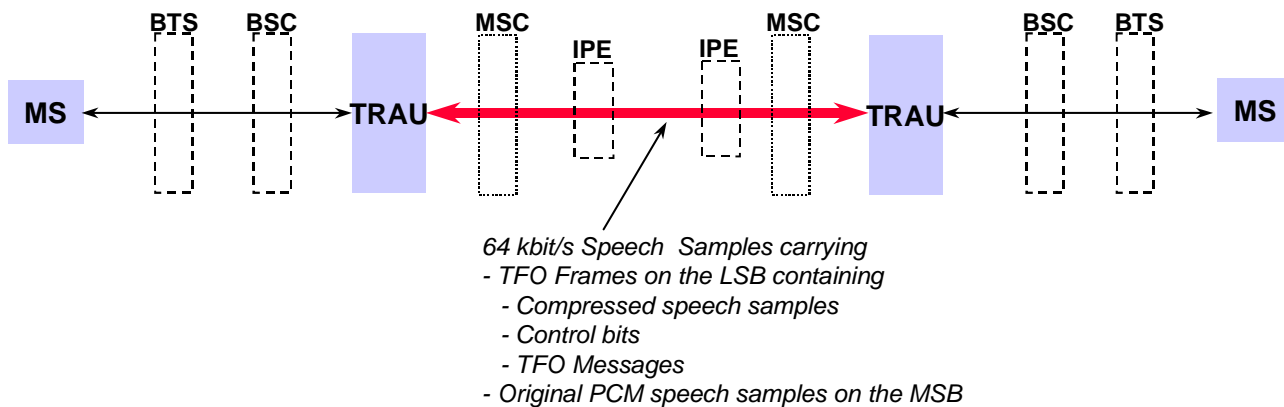 BTS BSC MSC IPE IPE MSC BSC BTS
MS TRAU TRAU MS
64 kbit/s Speech Samples carrying
- TFO Frames on the LSB containing
- Compressed speech samples
- Control bits
- TFO Messages
- Original PCM speech samples on the MSB